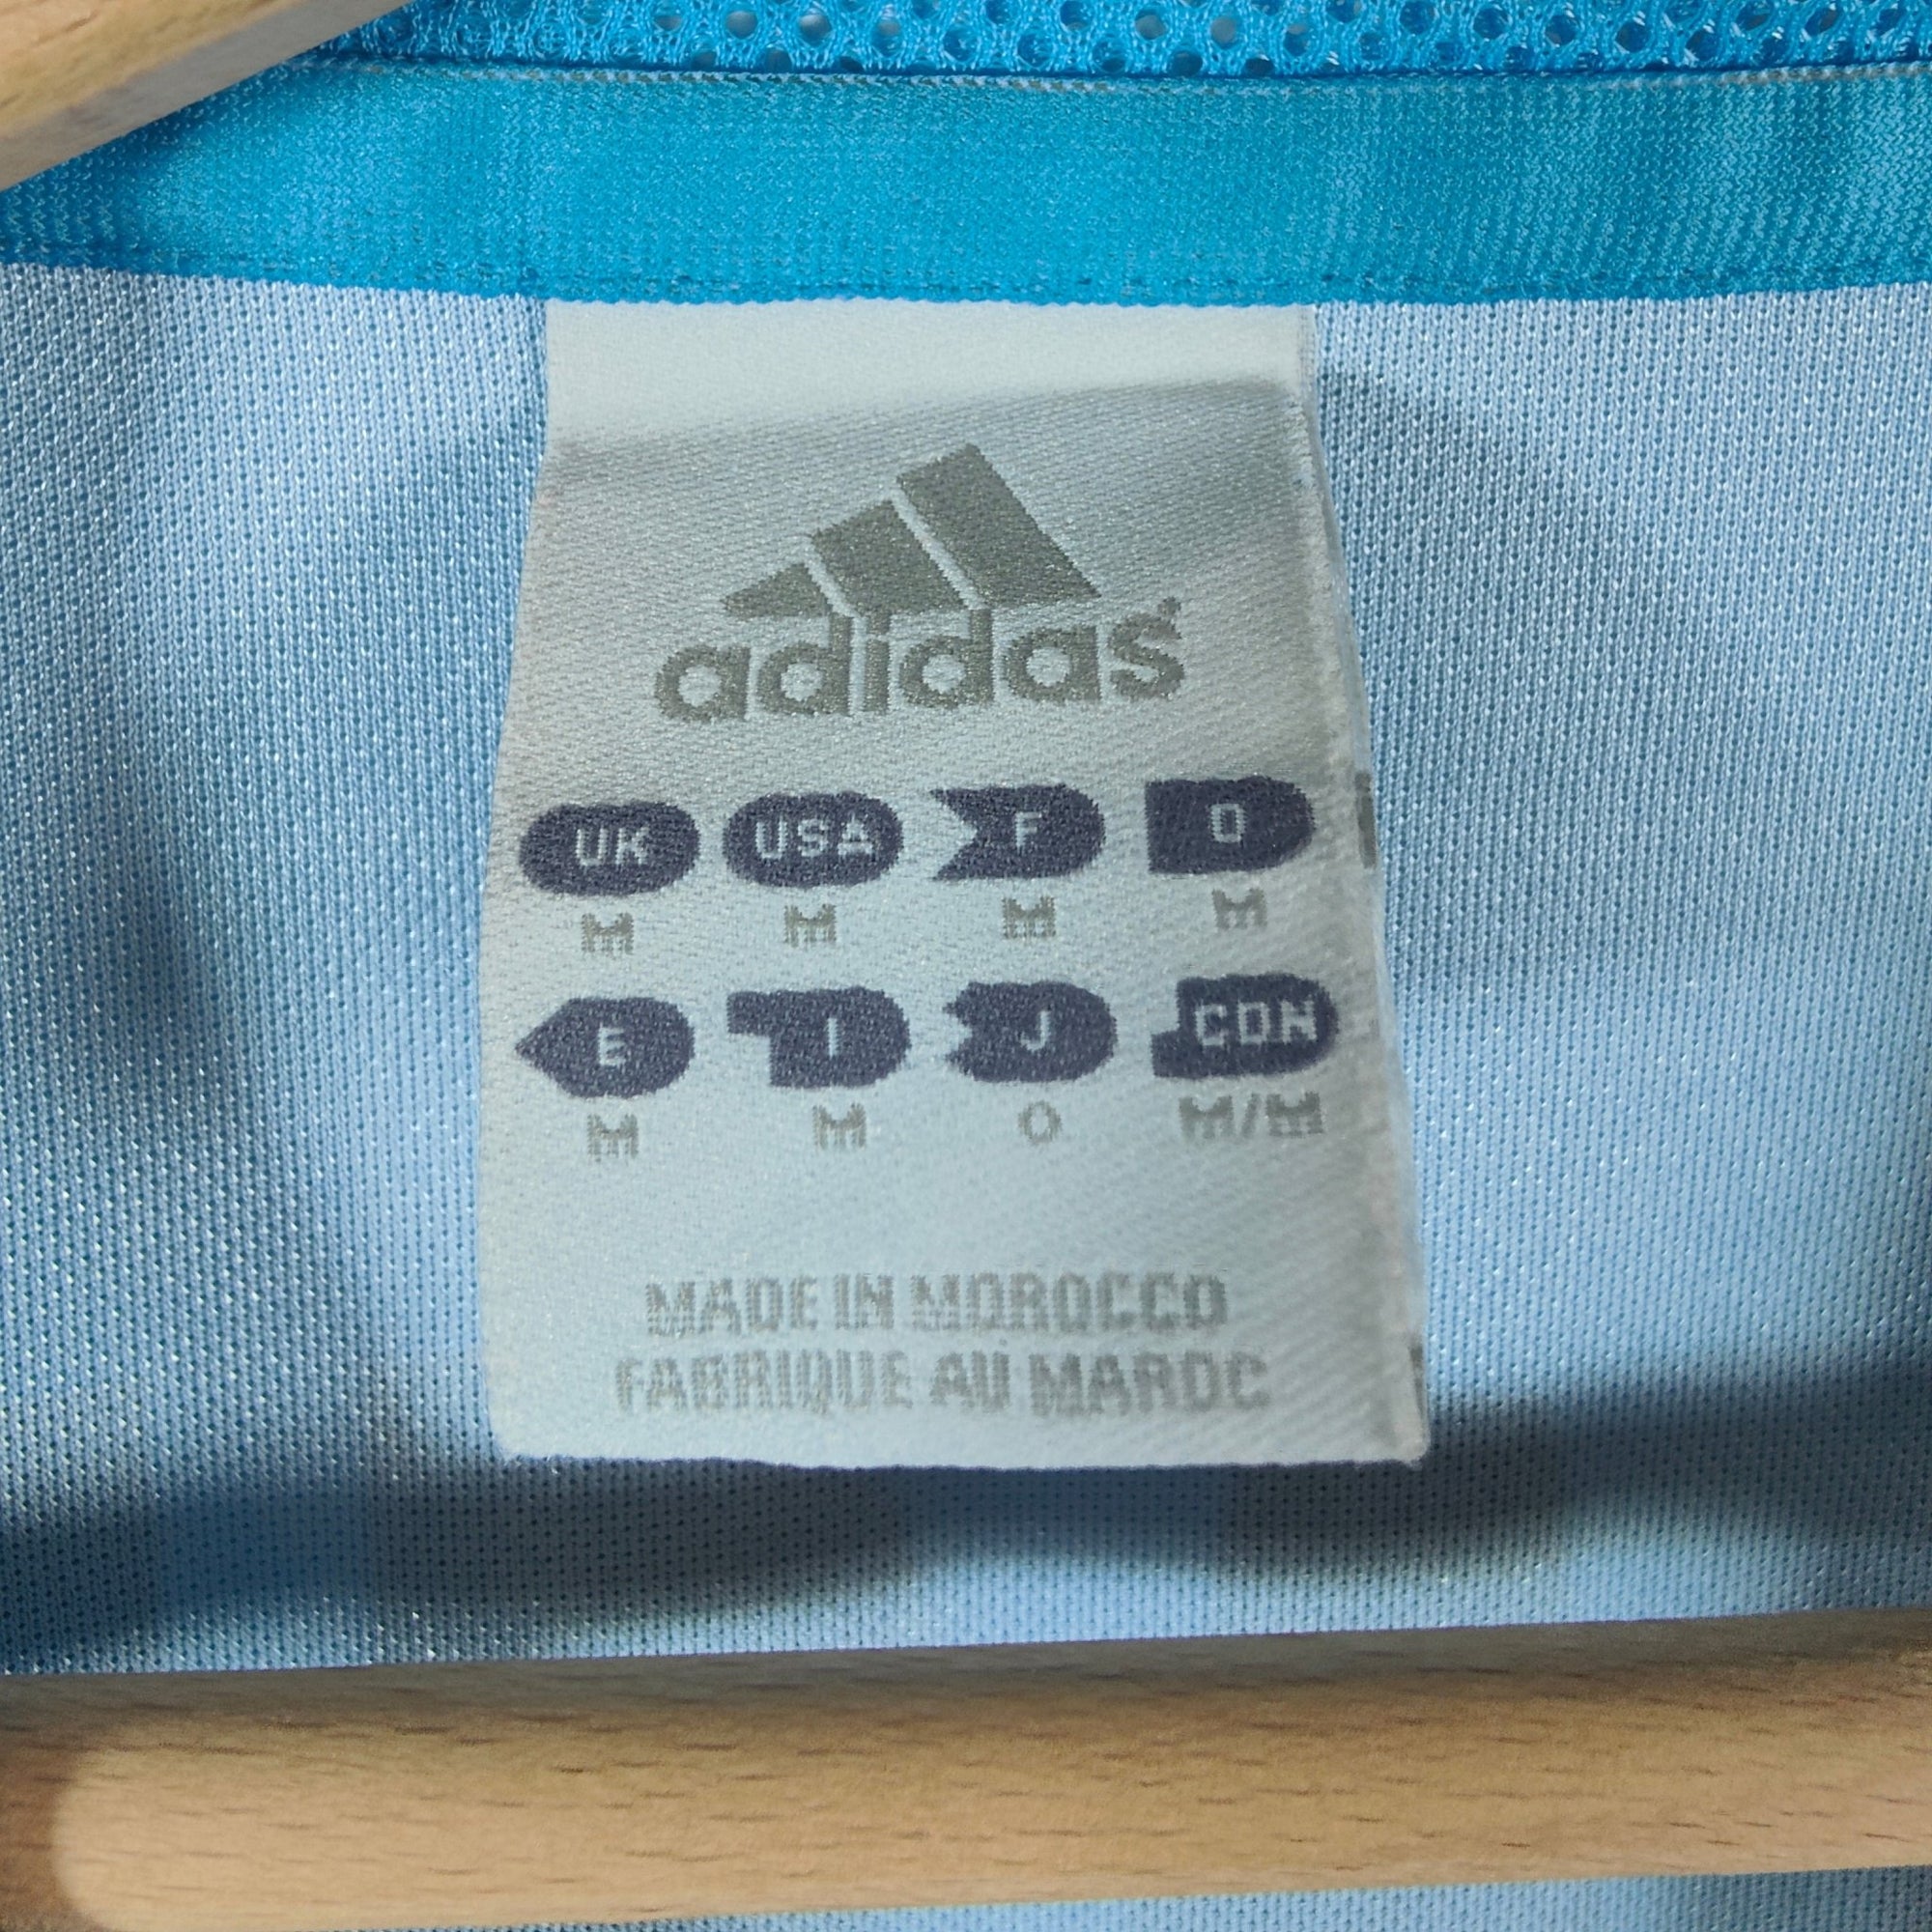 adidas
UK USA F D
M M M M
E I J CDN
M M O M/M
MADE IN MOROCCO
FABRIQUE AU MAROC